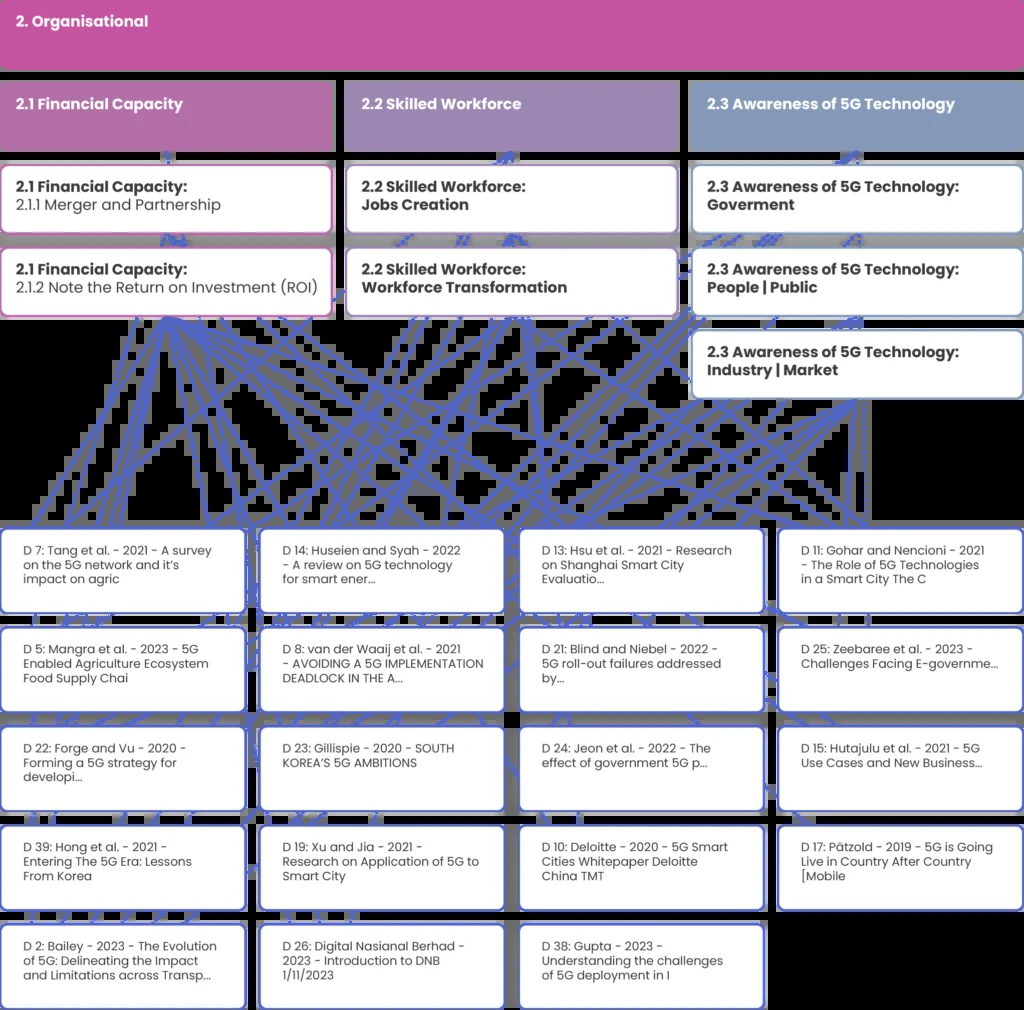 2. Organisational
2.1 Financial Capacity
2.2 Skilled Workforce
2.3 Awareness of 5G Technology
2.1 Financial Capacity:
2.1.1 Merger and Partnership
2.2 Skilled Workforce:
Jobs Creation
2.3 Awareness of 5G Technology:
Goverment
2.1 Financial Capacity:
2.1.2 Note the Return on Investment (ROI)
2.2 Skilled Workforce:
Workforce Transformation
2.3 Awareness of 5G Technology:
People | Public
2.3 Awareness of 5G Technology:
Industry | Market
D 7: Tang et al. - 2021 - A survey
on the 5G network and it's
impact on agric
D 14: Huseien and Syah - 2022
- A review on 5G technology
for smart ener...
D 13: Hsu et al. - 2021 - Research
on Shanghai Smart City
Evaluatio...
D 11: Gohar and Nencioni - 2021
- The Role of 5G Technologies
in a Smart City The C
D 5: Mangra et al. - 2023 - 5G
Enabled Agriculture Ecosystem
Food Supply Chai
D 8: van der Waaij et al. - 2021
- AVOIDING A 5G IMPLEMENTATION
DEADLOCK IN THE A...
D 21: Blind and Niebel - 2022 -
5G roll-out failures addressed
by...
D 25: Zeebaree et al. - 2023 -
Challenges Facing E-governme...
D 22: Forge and Vu - 2020 -
Forming a 5G strategy for
developi...
D 23: Gillispie - 2020 - SOUTH
KOREA'S 5G AMBITIONS
D 24: Jeon et al. - 2022 - The
effect of government 5G p...
D 15: Hutajulu et al. - 2021 - 5G
Use Cases and New Business...
D 39: Hong et al. - 2021 -
Entering The 5G Era: Lessons
From Korea
D 19: Xu and Jia - 2021 -
Research on Application of 5G to
Smart City
D 10: Deloitte - 2020 - 5G Smart
Cities Whitepaper Deloitte
China TMT
D 17: Pätzold - 2019 - 5G is Going
Live in Country After Country
[Mobile
D 2: Bailey - 2023 - The Evolution
of 5G: Delineating the Impact
and Limitations across Transp...
D 26: Digital Nasianal Berhad -
2023 - Introduction to DNB
1/11/2023
D 38: Gupta - 2023 -
Understanding the challenges
of 5G deployment in I